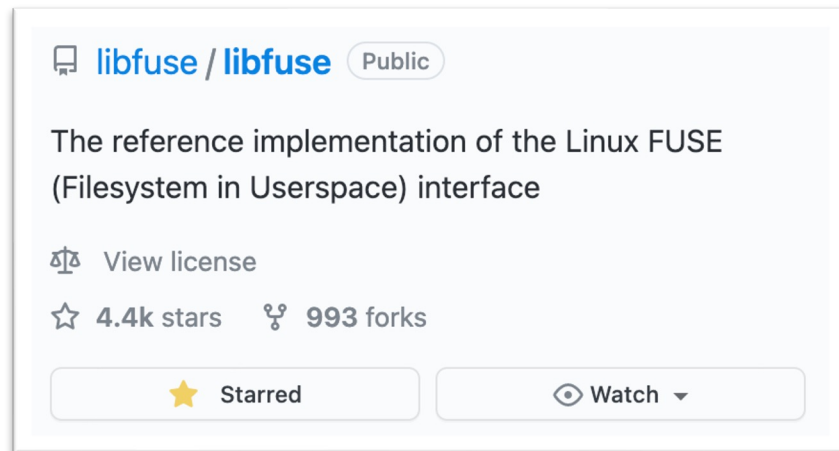 libfuse / libfuse Public
The reference implementation of the Linux FUSE
(Filesystem in Userspace) interface
View license
4.4k stars 993 forks
Starred Watch